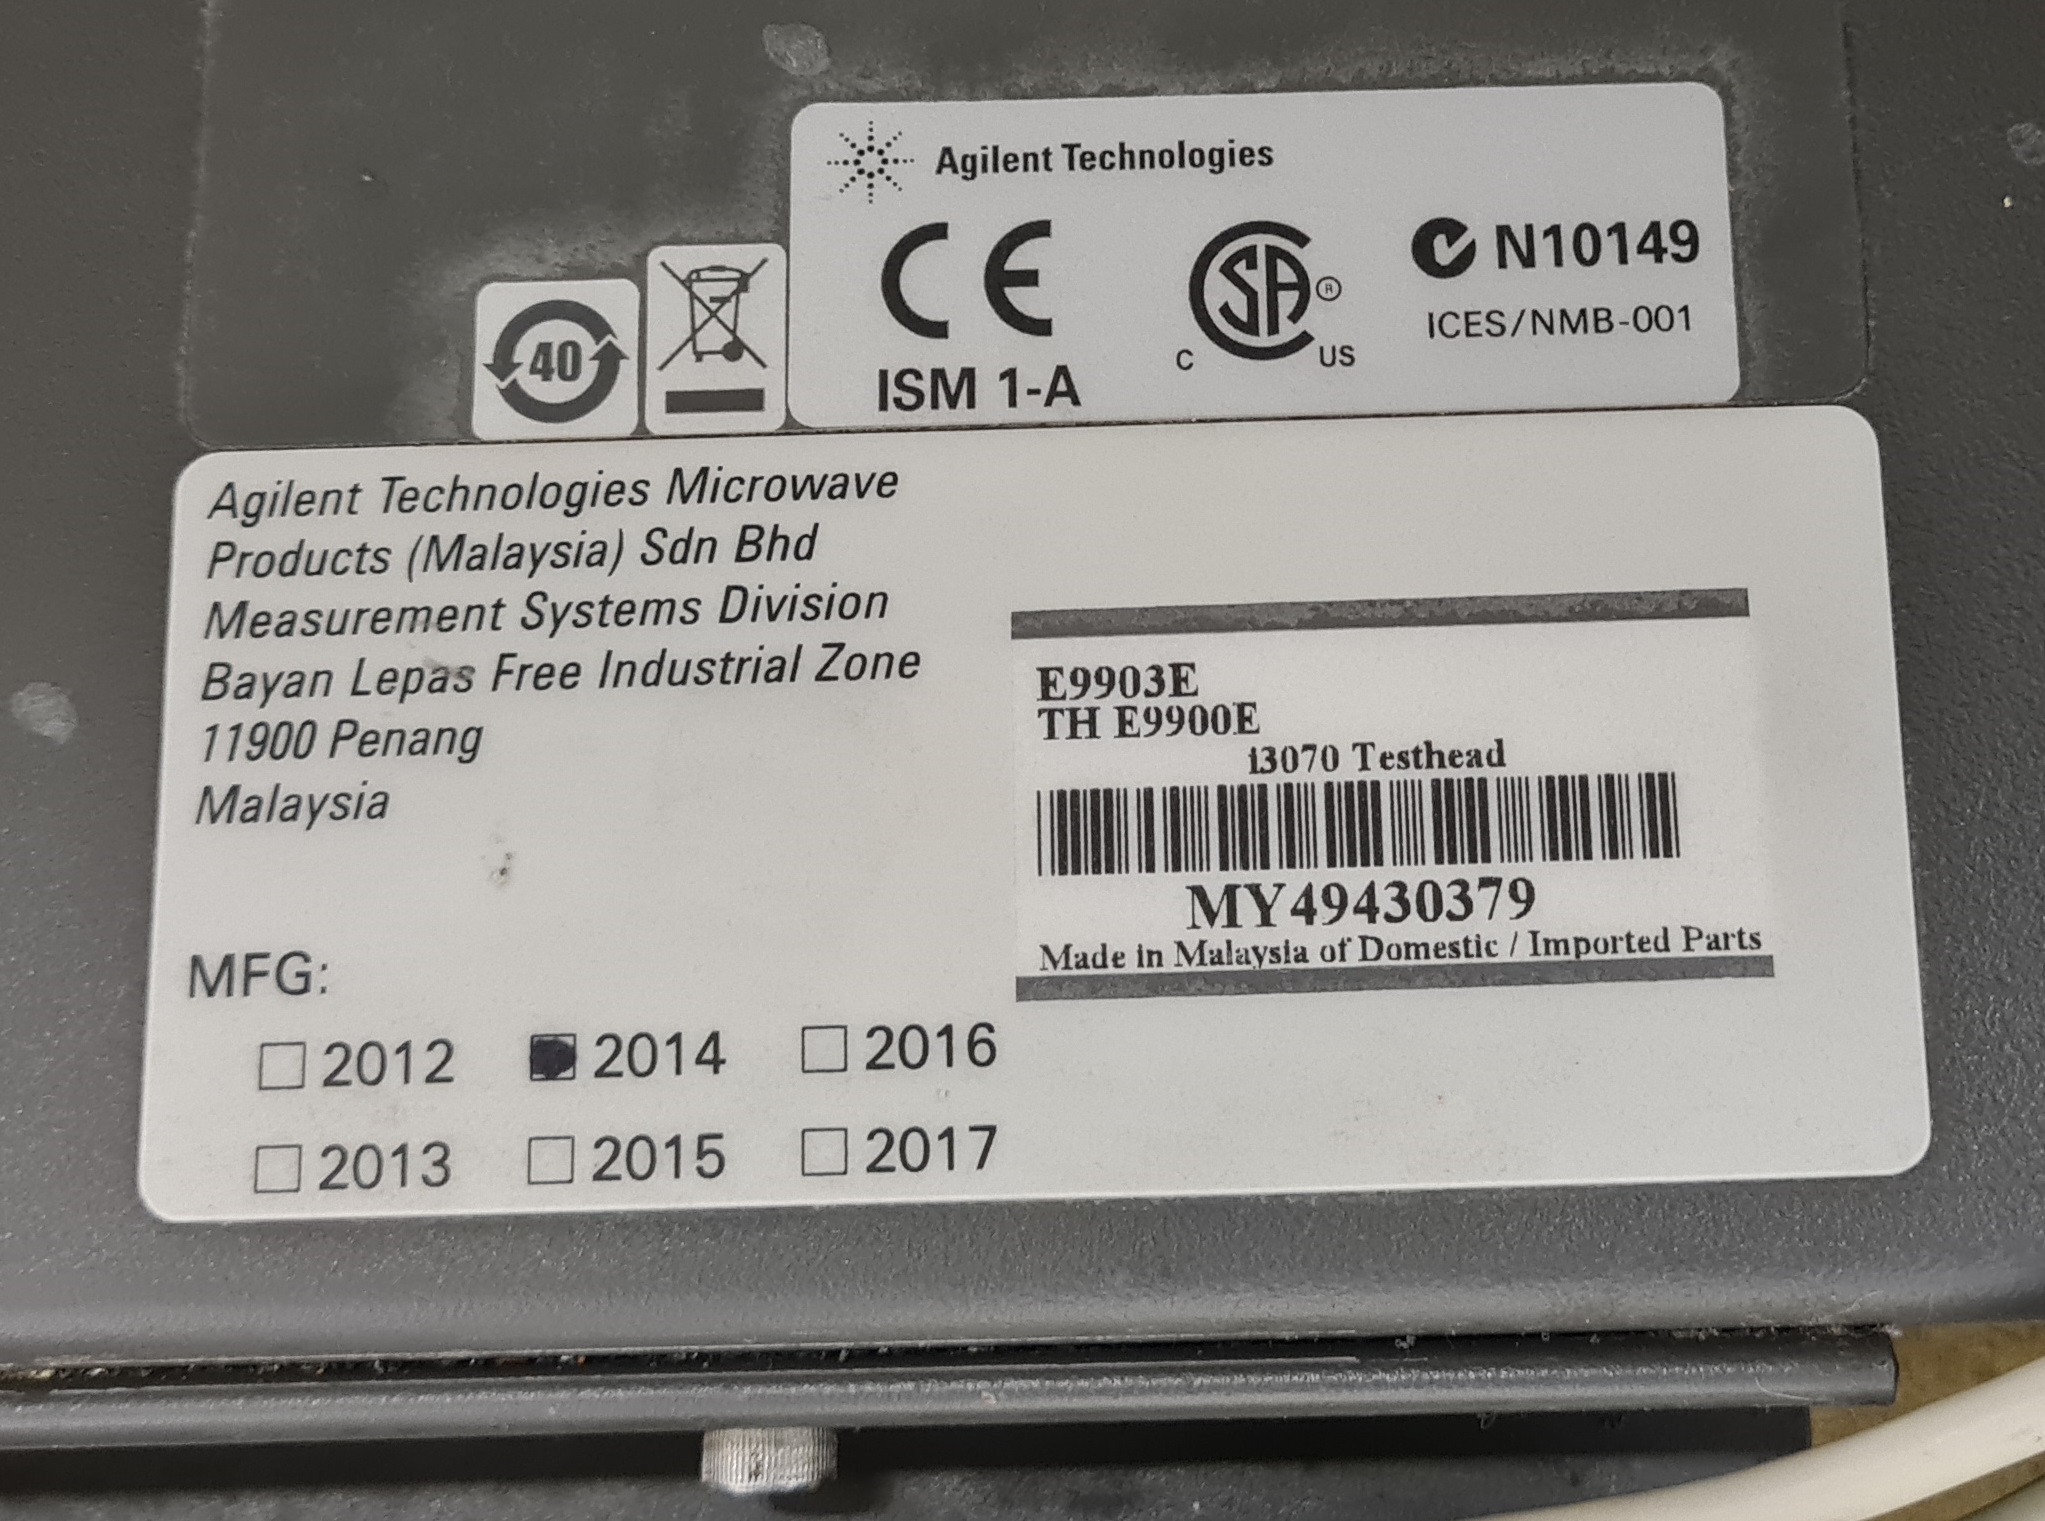 Agilent Technologies
CE
ISM 1-A
SA®
C US
N10149
ICES/NMB-001
40
Agilent Technologies Microwave
Products (Malaysia) Sdn Bhd
Measurement Systems Division
Bayan Lepas Free Industrial Zone
11900 Penang
Malaysia
E9903E
TH E9900E
i3070 Testhead
MY49430379
Made in Malaysia of Domestic / Imported Parts
MFG:
2012 2014 2016
2013 2015 2017